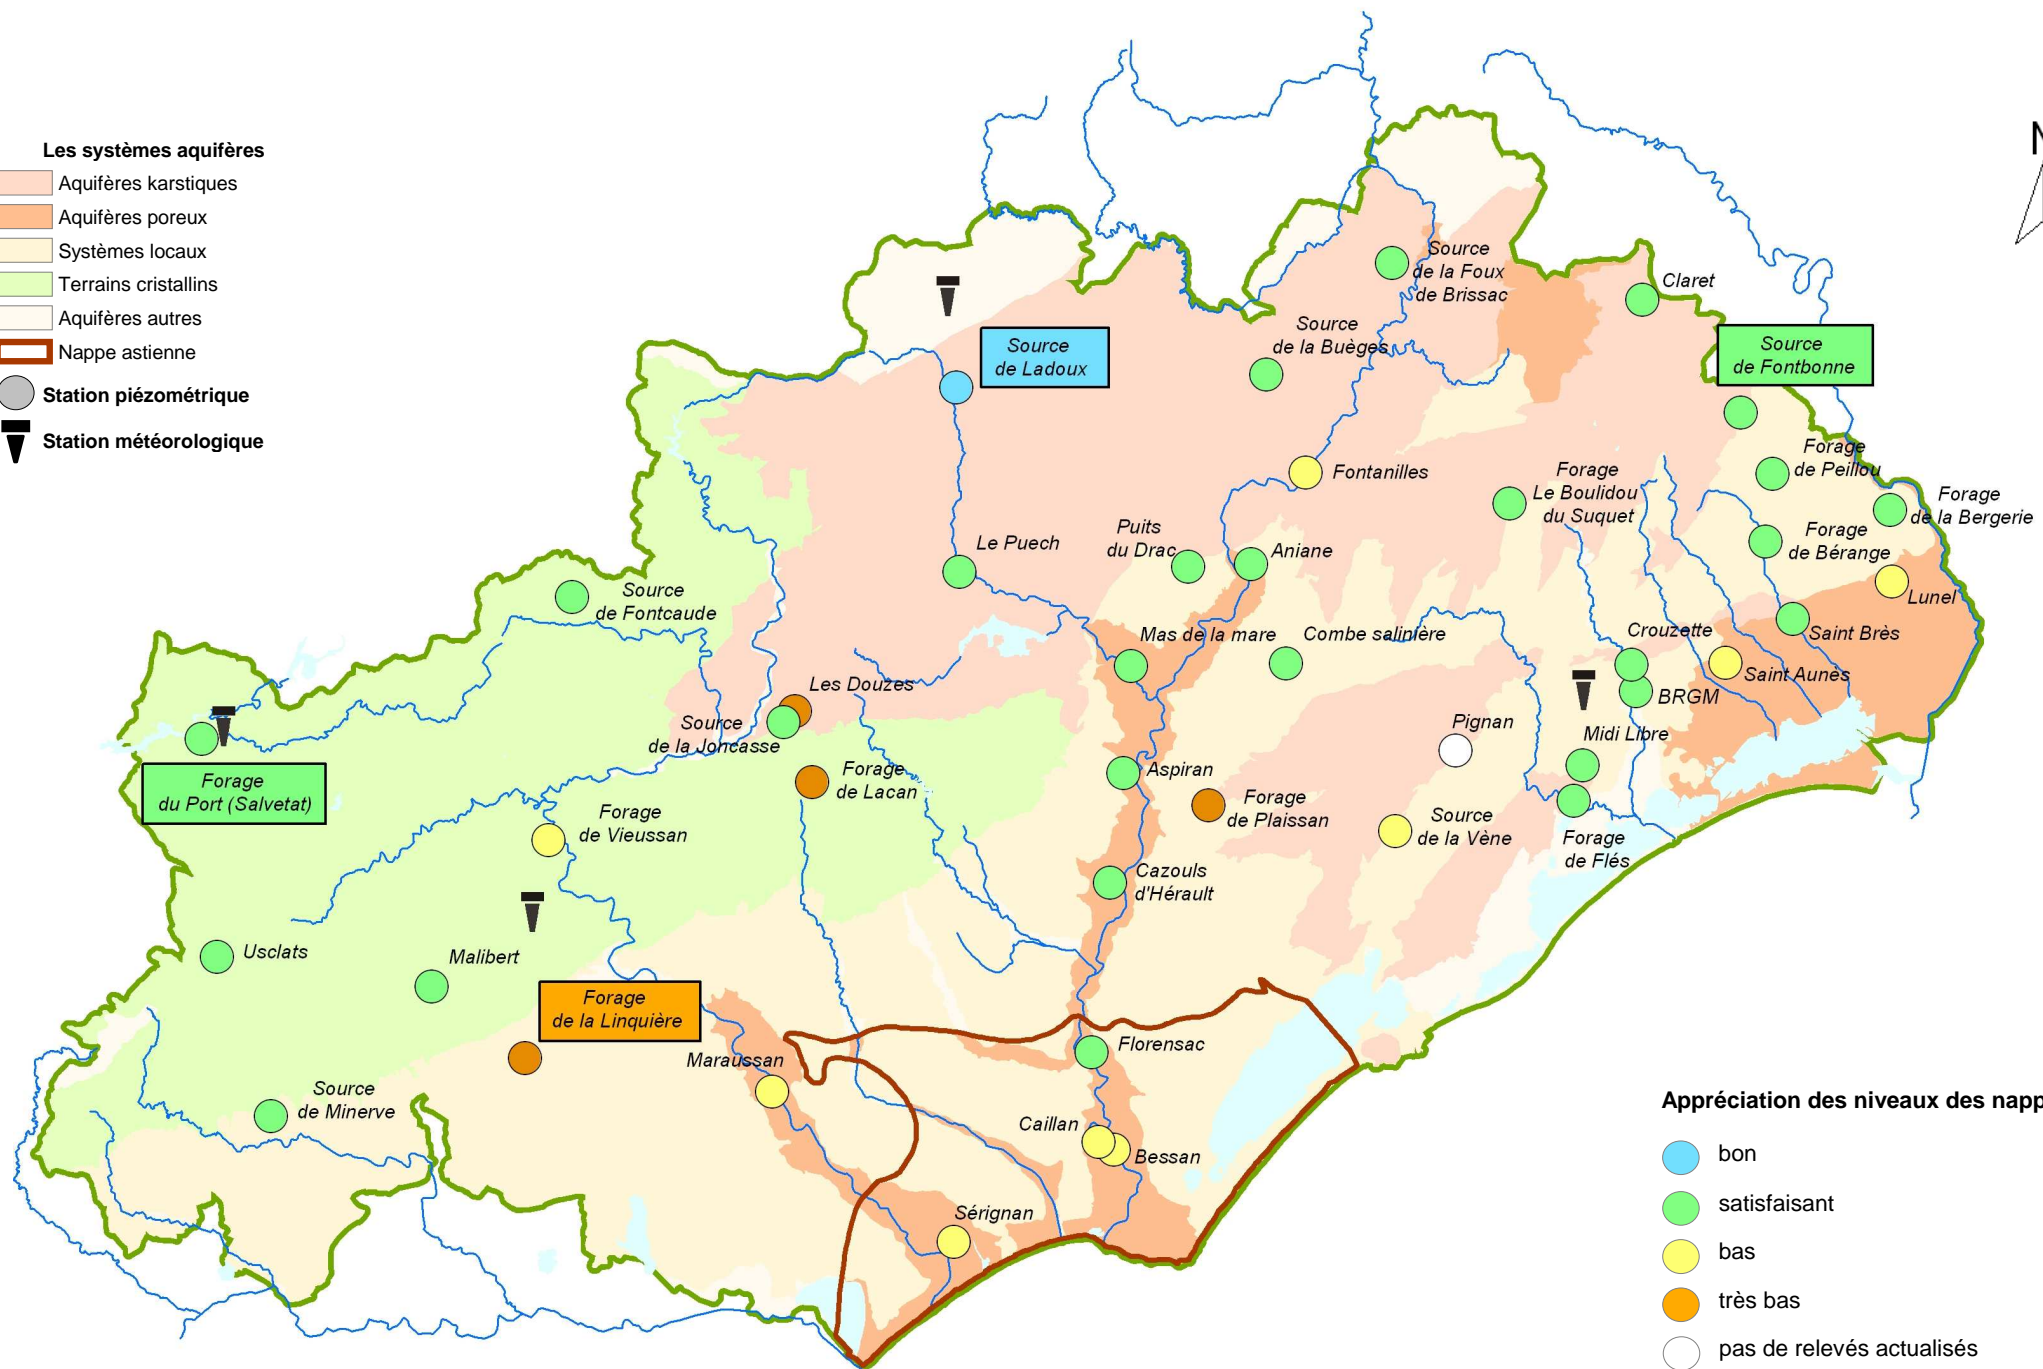 N
Les systèmes aquifères
Aquifères karstiques
Aquifères poreux
Systèmes locaux
Terrains cristallins
Aquifères autres
Nappe astienne
Station piézométrique
Station météorologique
Source
de la Foux
de Brissac
Claret
Source
de la Buèges
Source
de Ladoux
Source
de Fontbonne
Forage
de Peillou
Fontanilles
Forage
Le Boulidou
du Suquet
Forage
de la Bergerie
Puits
du Drac
Le Puech
Aniane
Forage
de Bérange
Source
de Fontcaude
Lunel
Mas de la mare
Combe salinière
Crouzette
Saint Brès
Les Douzes
Saint Aunès
BRGM
Source
de la Joncasse
Pignan
Midi Libre
Forage
du Port (Salvetat)
Forage
de Lacan
Aspiran
Forage
de Vieussan
Forage
de Plaissan
Source
de la Vène
Forage
de Flés
Cazouls
d'Hérault
Usclats
Malibert
Forage
de la Linquière
Florensac
Maraussan
Source
de Minerve
Caillan
Bessan
Sérignan
Appréciation des niveaux des napp
bon
satisfaisant
bas
très bas
pas de relevés actualisés